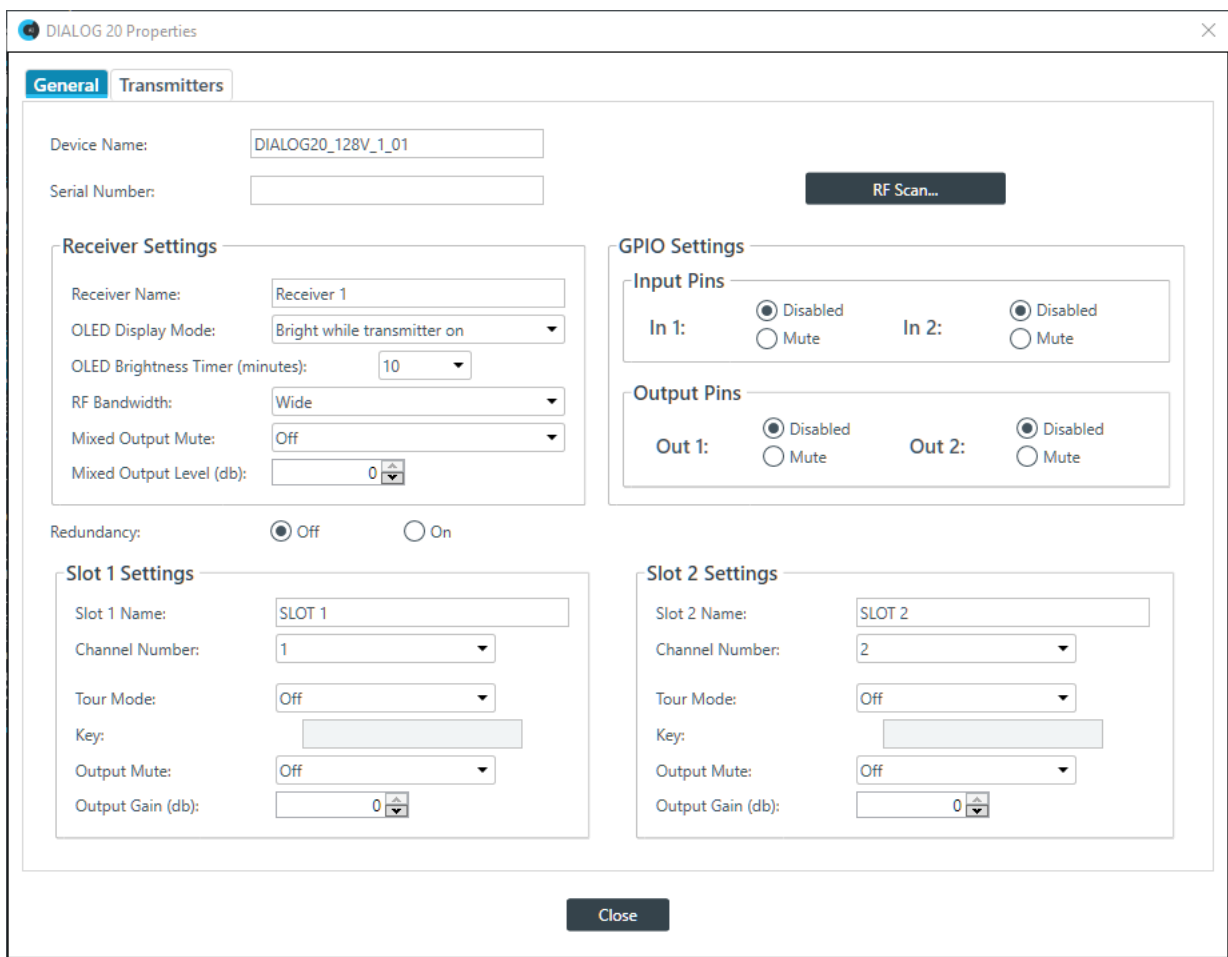 DIALOG 20 Properties
General Transmitters
Device Name: DIALOG20_128V_1_01
Serial Number:
RF Scan...
Receiver Settings
Receiver Name: Receiver 1
OLED Display Mode: Bright while transmitter on
OLED Brightness Timer (minutes): 10
RF Bandwidth: Wide
Mixed Output Mute: Off
Mixed Output Level (db): 0
GPIO Settings
Input Pins
In 1: Disabled Mute
In 2: Disabled Mute
Output Pins
Out 1: Disabled Mute
Out 2: Disabled Mute
Redundancy: Off On
Slot 1 Settings
Slot 1 Name: SLOT 1
Channel Number: 1
Tour Mode: Off
Key:
Output Mute: Off
Output Gain (db): 0
Slot 2 Settings
Slot 2 Name: SLOT 2
Channel Number: 2
Tour Mode: Off
Key:
Output Mute: Off
Output Gain (db): 0
Close